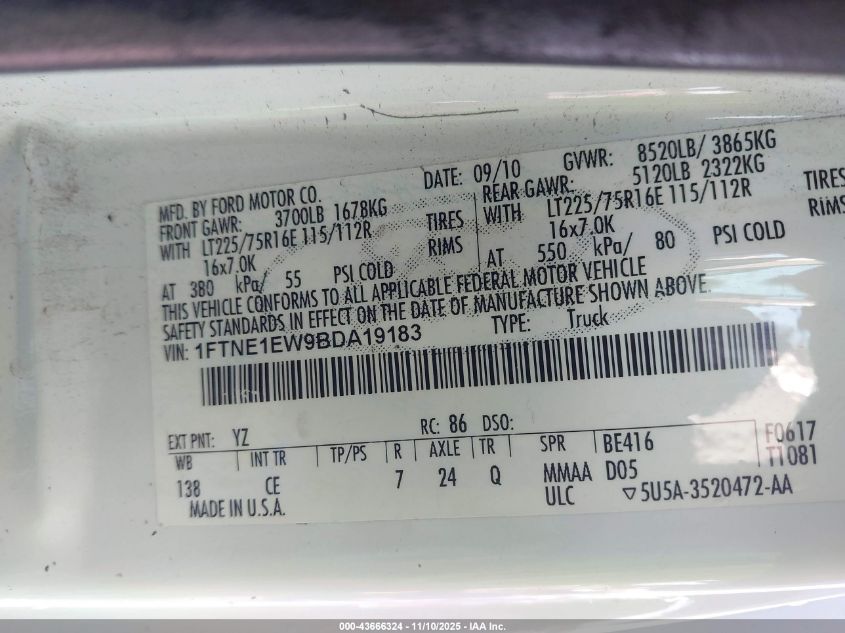 MFD. BY FORD MOTOR CO. DATE: 09/10 GVWR: 8520LB/ 3865KG
FRONT GAWR: 3700LB 1678KG REAR GAWR: 5120LB 2322KG
WITH LT225/75R16E 115/112R TIRES WITH LT225/75R16E 115/112R TIRES
16x7.0K RIMS 16x7.0K RIMS
AT 380 kPa/ 55 PSI COLD AT 550 kPa/ 80 PSI COLD
THIS VEHICLE CONFORMS TO ALL APPLICABLE FEDERAL MOTOR VEHICLE
SAFETY STANDARDS IN EFFECT ON THE DATE OF MANUFACTURE SHOWN ABOVE.
VIN: 1FTNE1EW9BDA19183 TYPE: Truck
EXT PNT: YZ RC: 86 DSO: F0617
WB INT TR TP/PS R AXLE TR SPR BE416 T1081
138 CE 7 24 Q MMAA D05
MADE IN U.S.A. ULC ▽5U5A-3520472-AA
000-43666324 - 11/10/2025 - IAA Inc.